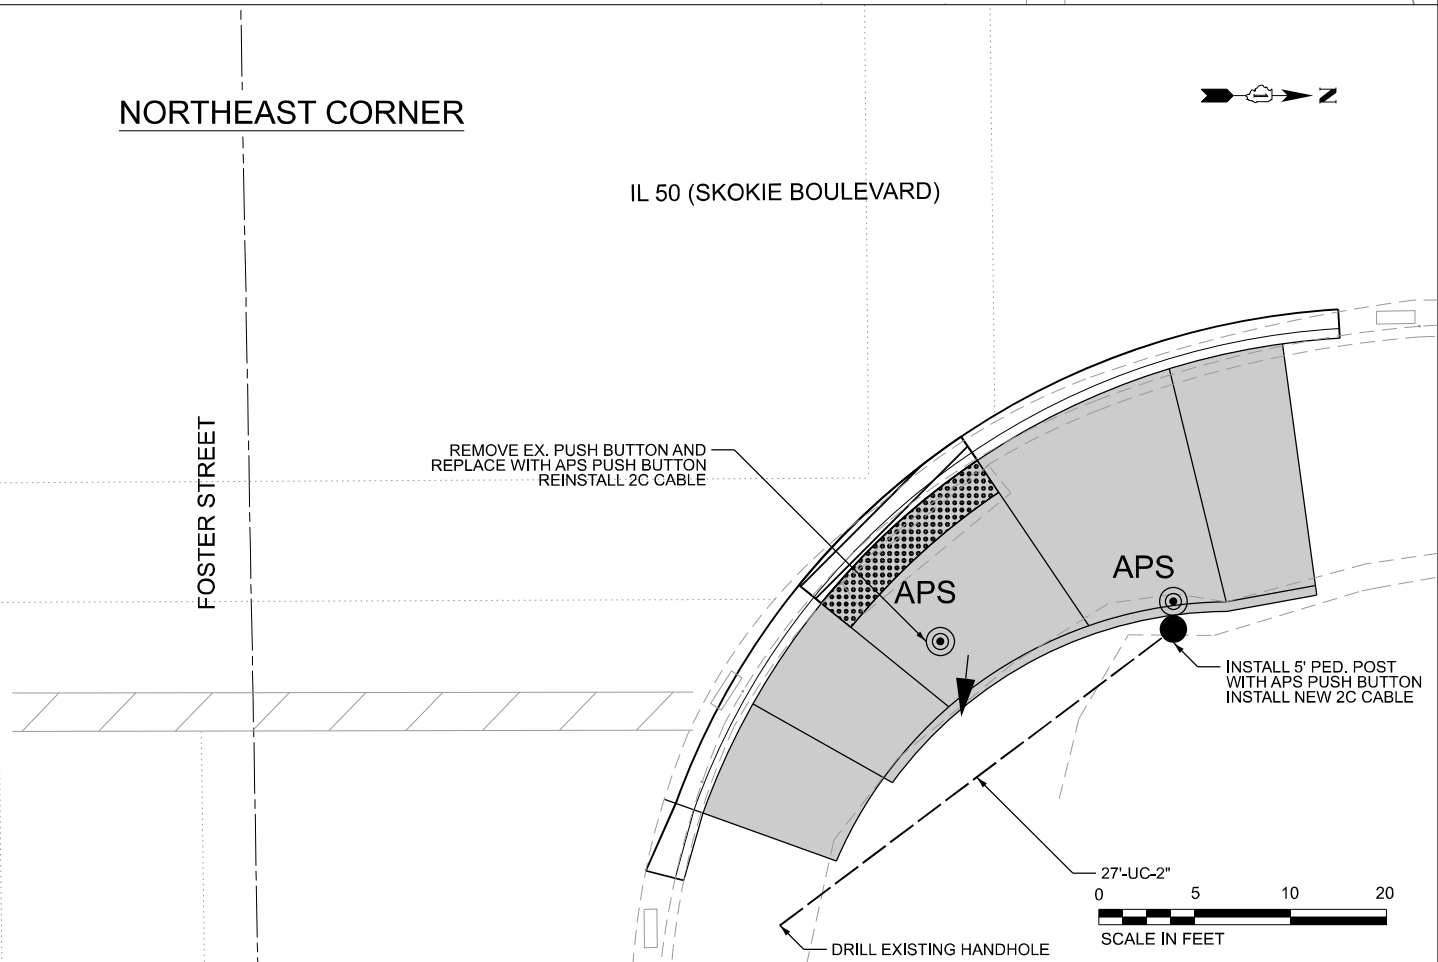 NORTHEAST CORNER
N
IL 50 (SKOKIE BOULEVARD)
FOSTER STREET
REMOVE EX. PUSH BUTTON AND
REPLACE WITH APS PUSH BUTTON
REINSTALL 2C CABLE
APS
APS
INSTALL 5' PED. POST
WITH APS PUSH BUTTON
INSTALL NEW 2C CABLE
27'-UC-2"
0 5 10 20
SCALE IN FEET
DRILL EXISTING HANDHOLE